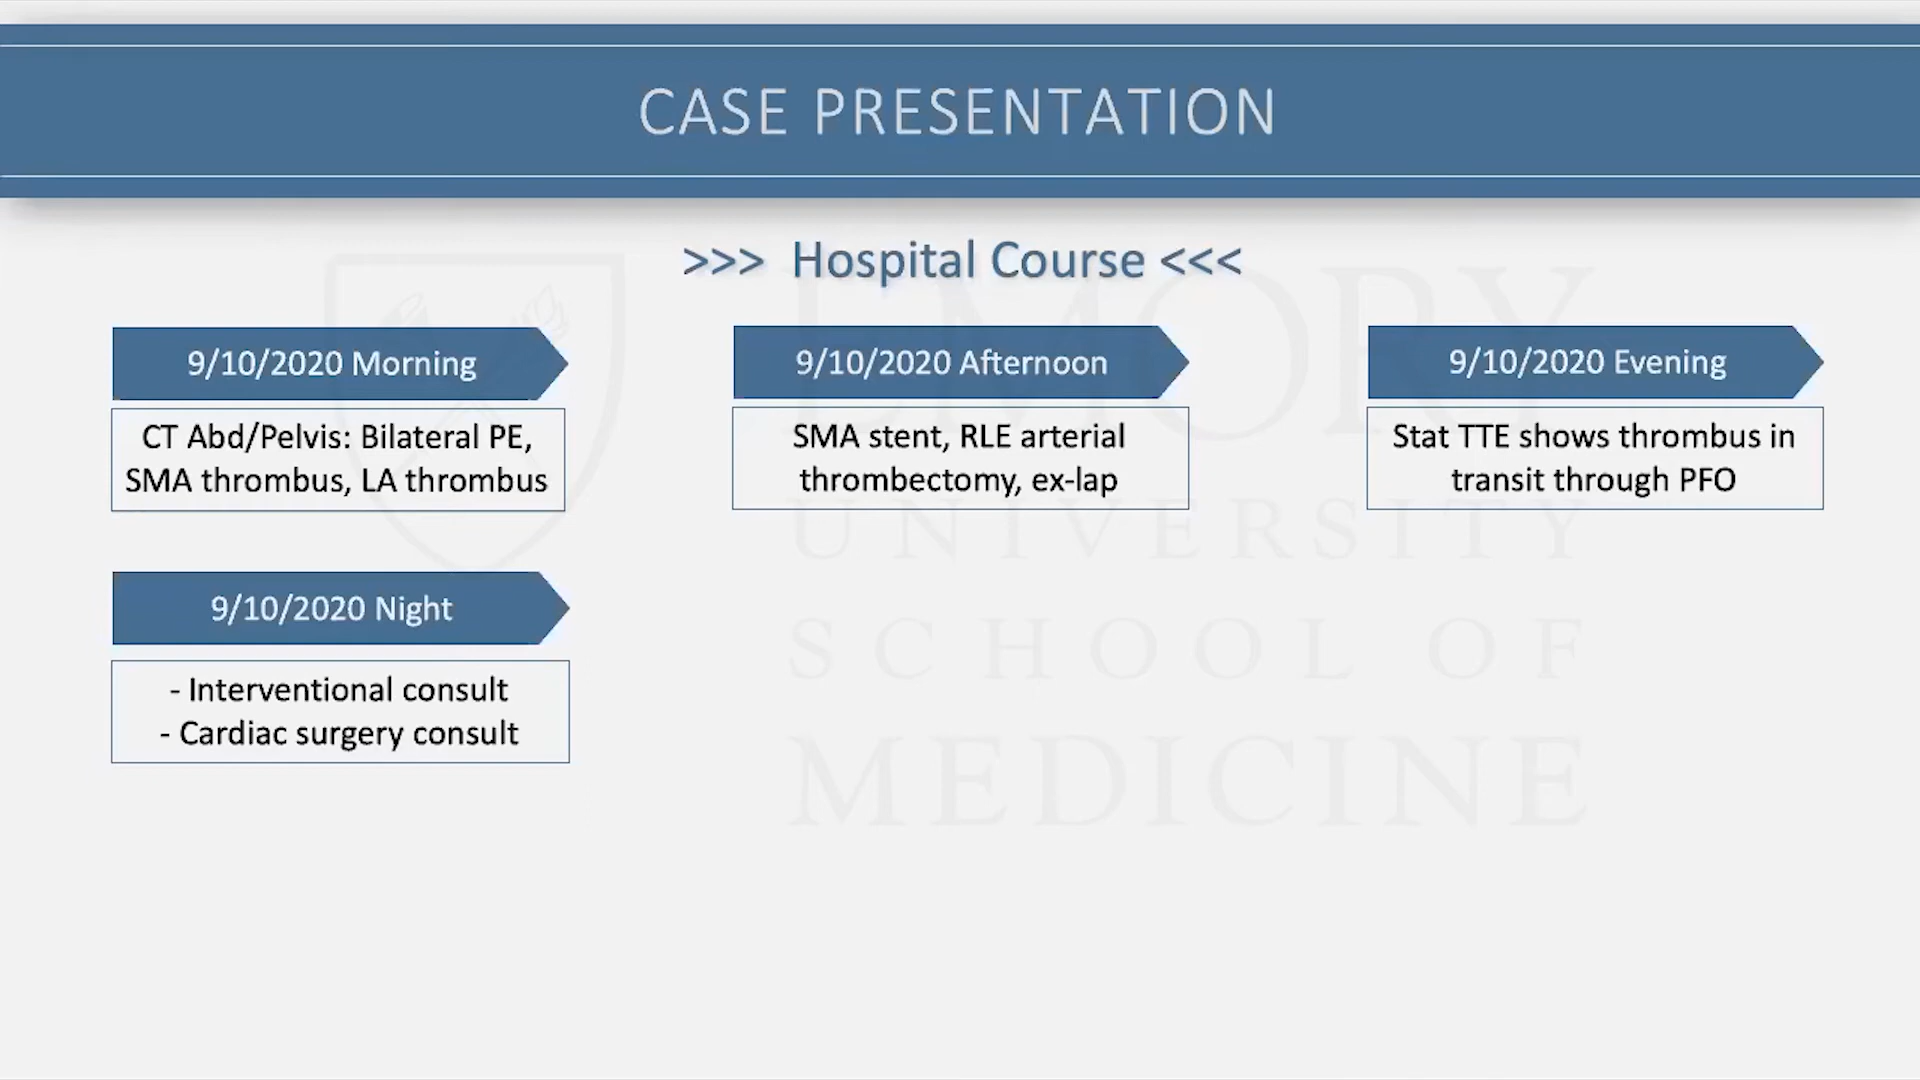 CASE PRESENTATION
>>> Hospital Course <<<
9/10/2020 Morning
CT Abd/Pelvis: Bilateral PE,
SMA thrombus, LA thrombus
9/10/2020 Afternoon
SMA stent, RLE arterial
thrombectomy, ex-lap
9/10/2020 Evening
Stat TTE shows thrombus in
transit through PFO
9/10/2020 Night
- Interventional consult
- Cardiac surgery consult
EMORY
UNIVERSITY
SCHOOL OF
MEDICINE